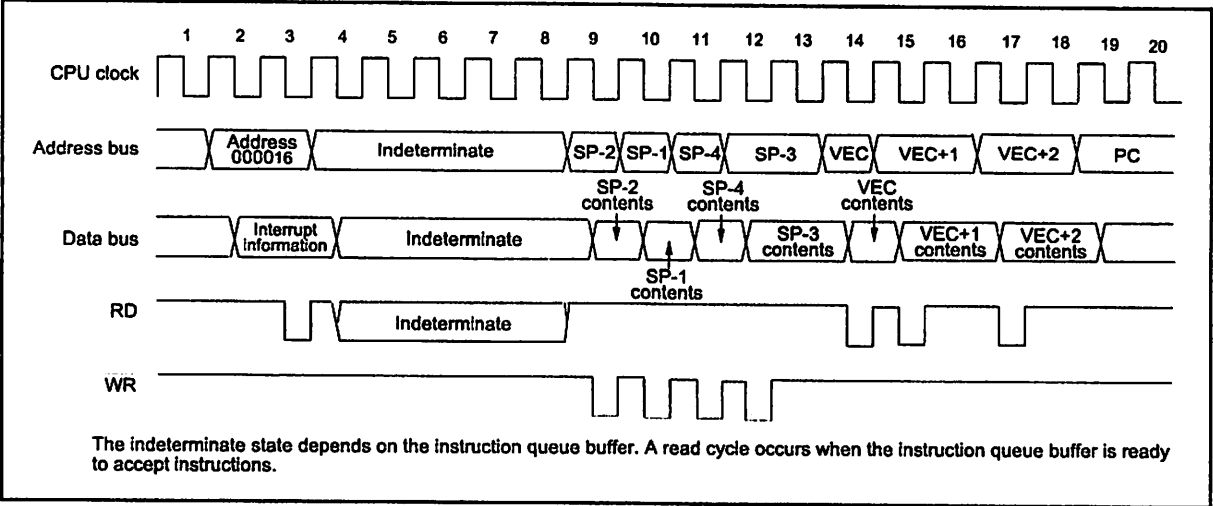 1 2 3 4 5 6 7 8 9 10 11 12 13 14 15 16 17 18 19 20
CPU clock
Address bus
Address 000016
Indeterminate
SP-2
SP-1
SP-4
SP-3
VEC
VEC+1
VEC+2
PC
SP-2 contents
SP-4 contents
VEC contents
Data bus
Interrupt information
Indeterminate
SP-3 contents
VEC+1 contents
VEC+2 contents
SP-1 contents
RD
Indeterminate
WR
The indeterminate state depends on the instruction queue buffer. A read cycle occurs when the instruction queue buffer is ready
to accept instructions.